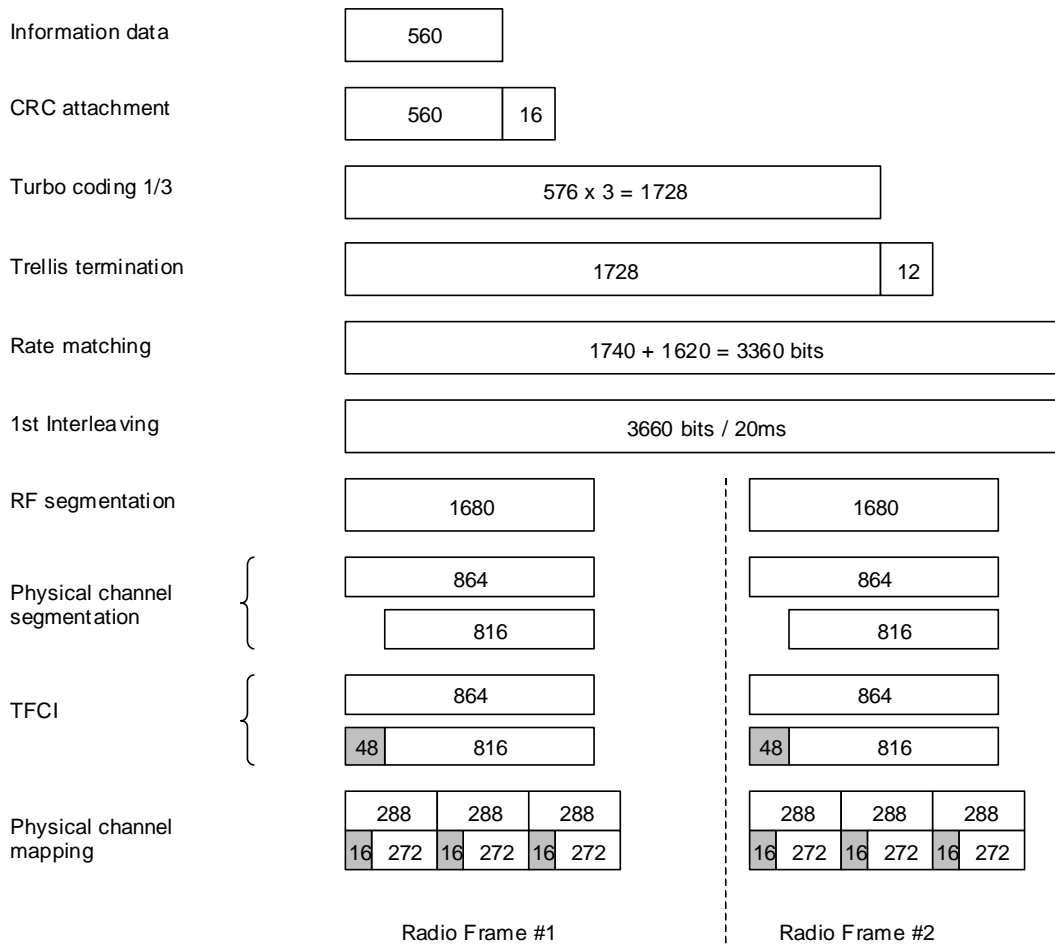 Information data
560
CRC attachment
560 16
Turbo coding 1/3
576 x 3 = 1728
Trellis termination
1728 12
Rate matching
1740 + 1620 = 3360 bits
1st Interleaving
3660 bits / 20ms
RF segmentation
1680 1680
Physical channel
segmentation
864 864
816 816
TFCI
864 864
48 816 48 816
Physical channel
mapping
288 288 288 288 288 288
16 272 16 272 16 272 16 272 16 272 16 272
Radio Frame #1 Radio Frame #2